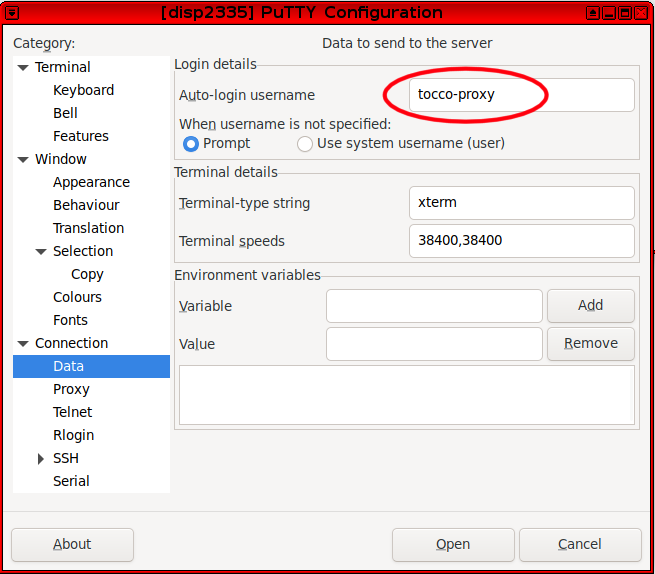 [disp2335] PuTTY Configuration
Category:
Terminal
Keyboard
Bell
Features
Window
Appearance
Behaviour
Translation
Selection
Copy
Colours
Fonts
Connection
Data
Proxy
Telnet
Rlogin
SSH
Serial
Data to send to the server
Login details
Auto-login username tocco-proxy
When username is not specified:
Prompt Use system username (user)
Terminal details
Terminal-type string xterm
Terminal speeds 38400,38400
Environment variables
Variable Add
Value Remove
About Open Cancel